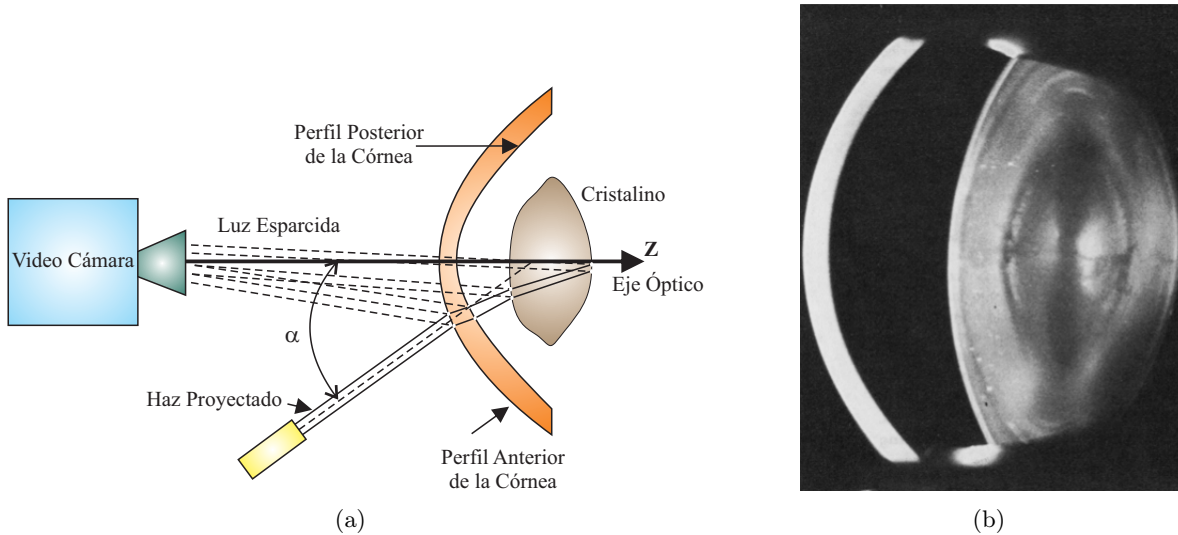 Perfil Posterior
de la Córnea
Cristalino
Luz Esparcida
Video Cámara
Z
Eje Óptico
α
Haz Proyectado
Perfil Anterior
de la Córnea
(a)
(b)